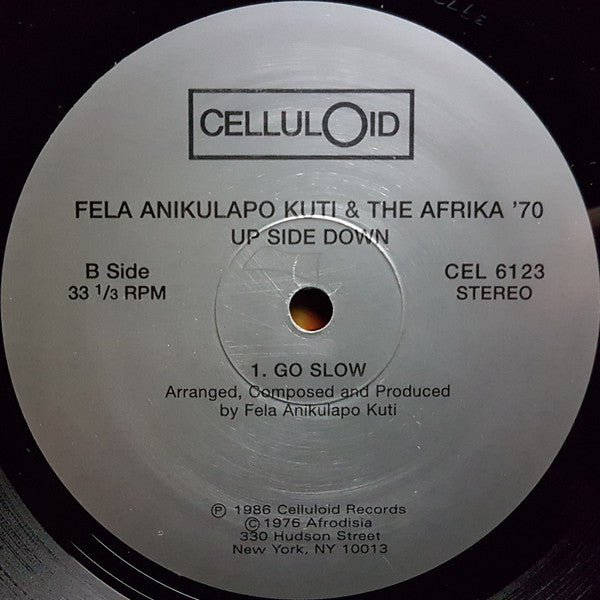 CELLULOID
FELA ANIKULAPO KUTI & THE AFRIKA '70
UP SIDE DOWN
B Side
33 1/3 RPM
CEL 6123
STEREO
1. GO SLOW
Arranged, Composed and Produced
by Fela Anikulapo Kuti
℗ 1986 Celluloid Records
© 1976 Afrodisia
330 Hudson Street
New York, NY 10013